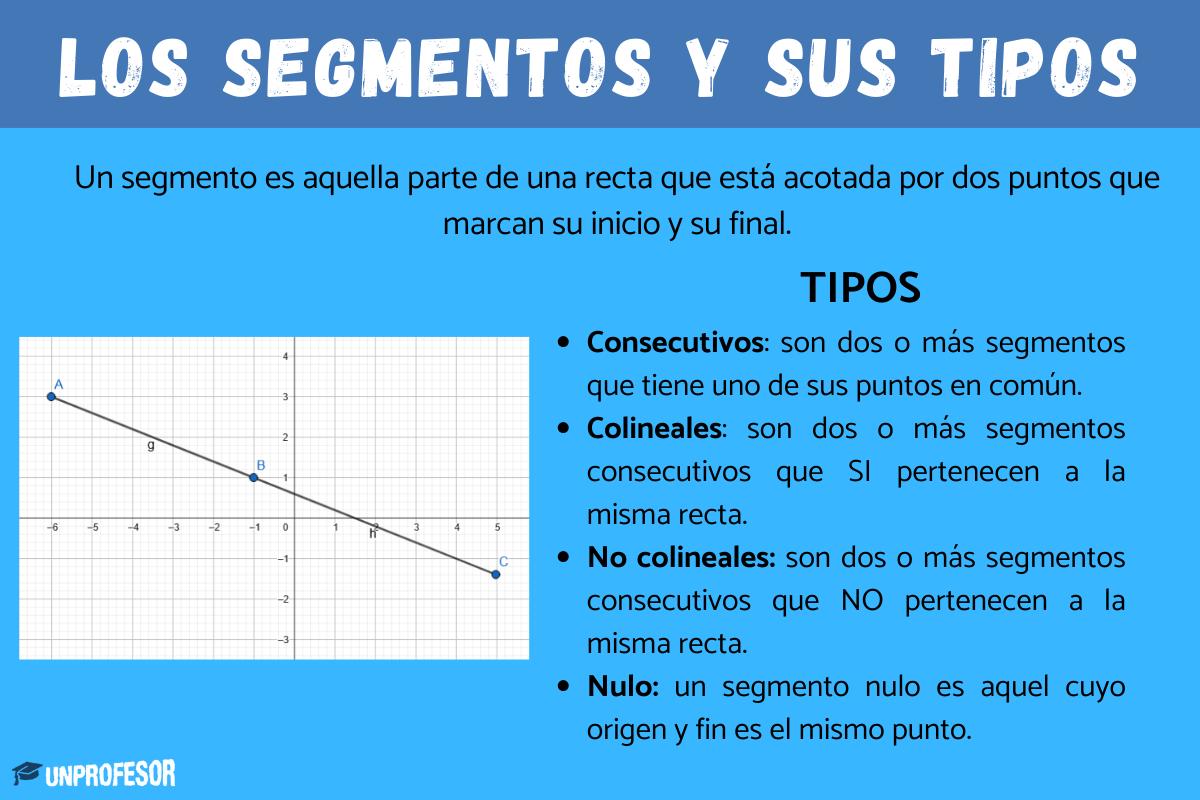 LOS SEGMENTOS Y SUS TIPOS
Un segmento es aquella parte de una recta que está acotada por dos puntos que
marcan su inicio y su final.
TIPOS
• Consecutivos: son dos o más segmentos
que tiene uno de sus puntos en común.
• Colineales: son dos o más segmentos
consecutivos que SI pertenecen a la
misma recta.
• No colineales: son dos o más segmentos
consecutivos que NO pertenecen a la
misma recta.
• Nulo: un segmento nulo es aquel cuyo
origen y fin es el mismo punto.
4
A
3
2
g
B
1
–6 –5 –4 –3 –2 –1 0 1 2 3 4 5
h
–1
C
–2
–3
UNPROFESOR